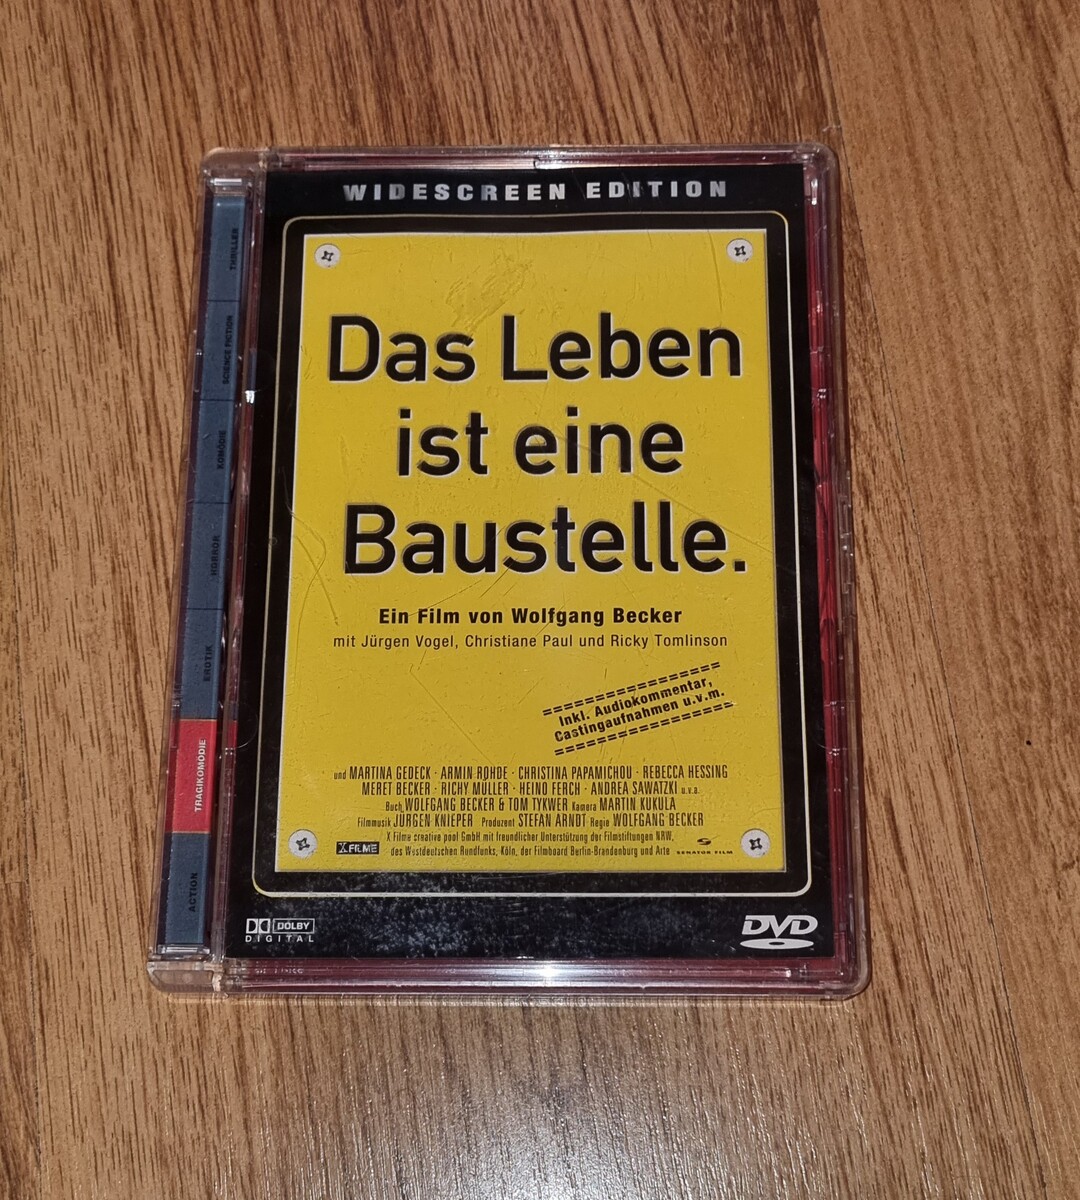 WIDESCREEN EDITION
Das Leben
ist eine
Baustelle.
Ein Film von Wolfgang Becker
mit Jürgen Vogel, Christiane Paul und Ricky Tomlinson
Inkl. Audiokommentar,
Castingaufnahmen u.v.m.
und MARTINA GEDECK · ARMIN ROHDE · CHRISTINA PAPAMICHOU · REBECCA HESSING
MERET BECKER · RICHY MÜLLER · HEINO FERCH · ANDREA SAWATZKI u.v.a.
Buch WOLFGANG BECKER & TOM TYKWER Kamera MARTIN KUKULA
Filmmusik JÜRGEN KNIEPER Produzent STEFAN ARNDT Regie WOLFGANG BECKER
X Filme creative pool GmbH mit freundlicher Unterstützung der Filmstiftungen NRW,
des Westdeutschen Rundfunks, Köln, der Filmboard Berlin-Brandenburg und Arte
X FILME
SENATOR FILM
DOLBY
DIGITAL
DVD
THRILLER
SCIENCE FICTION
KOMÖDIE
HORROR
EROTIK
TRAGIKOMÖDIE
ACTION